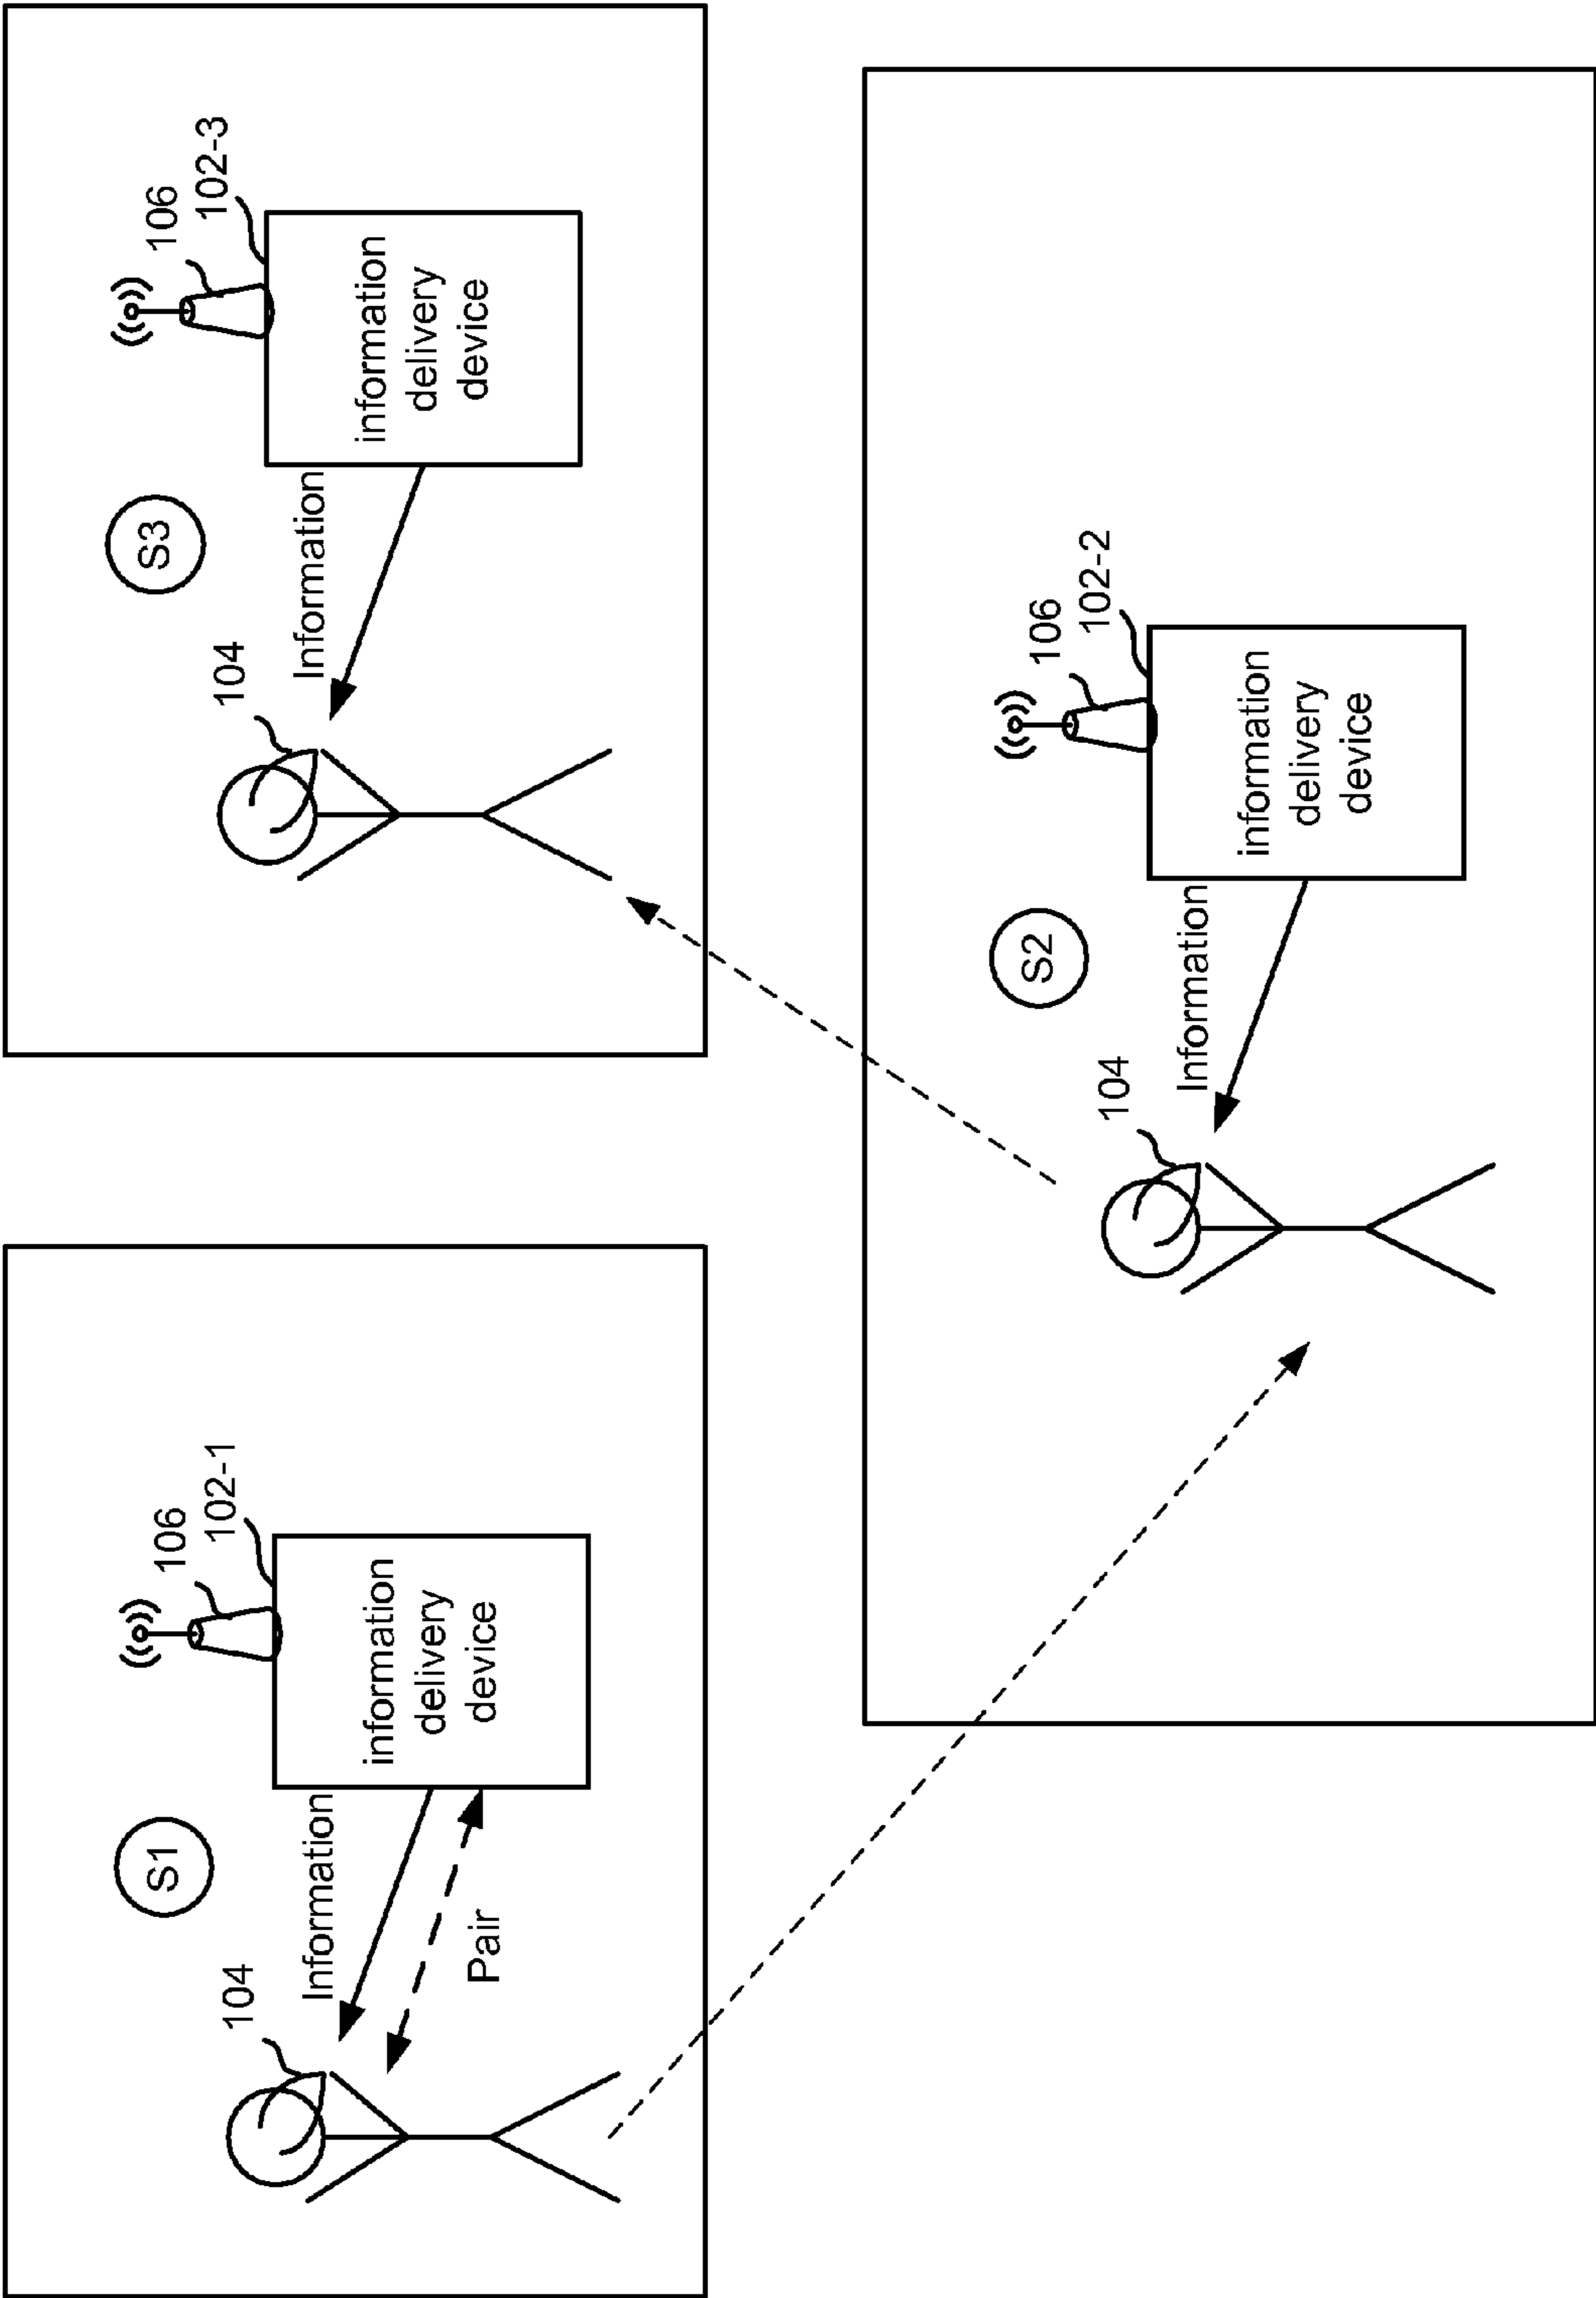 S1
104
106
102-1
Information
Pair
information
delivery
device
S3
104
106
102-3
Information
information
delivery
device
S2
104
106
102-2
Information
information
delivery
device